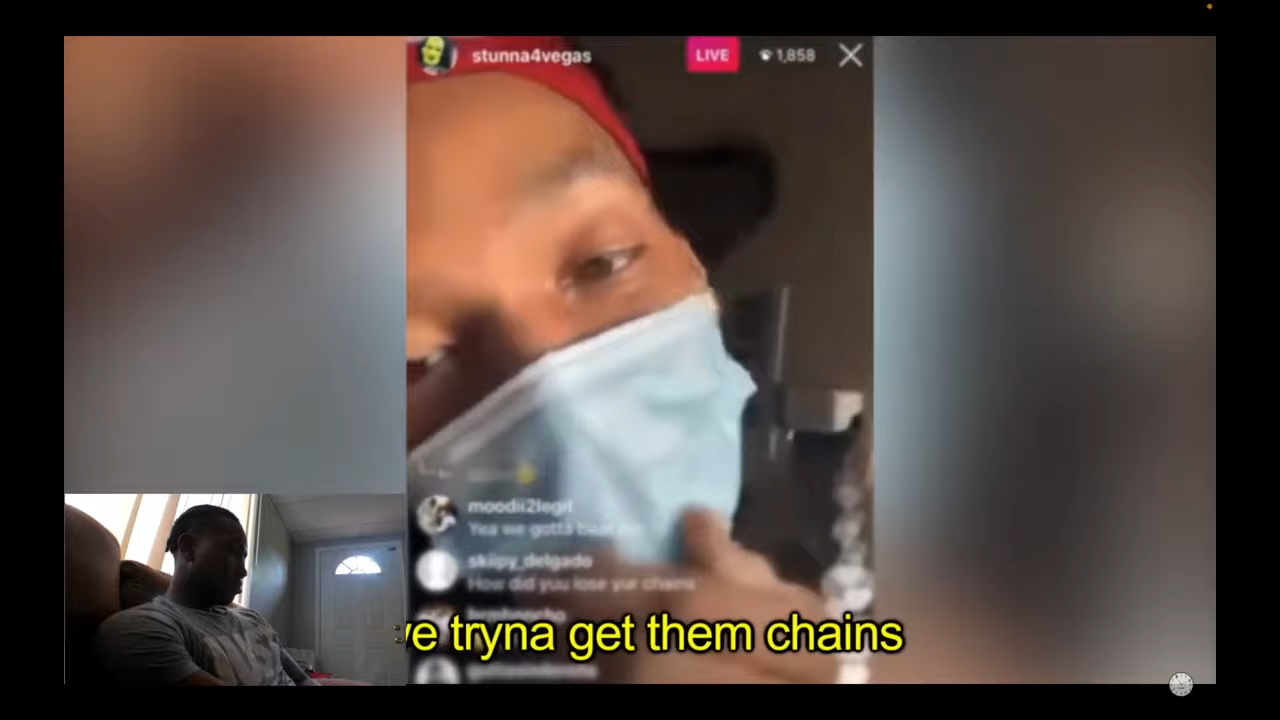 stunna4vegas
LIVE
1,858
moodii2legit
Yea we gotta
skiipy_delgado
How did you lose yur chains
ve tryna get them chains